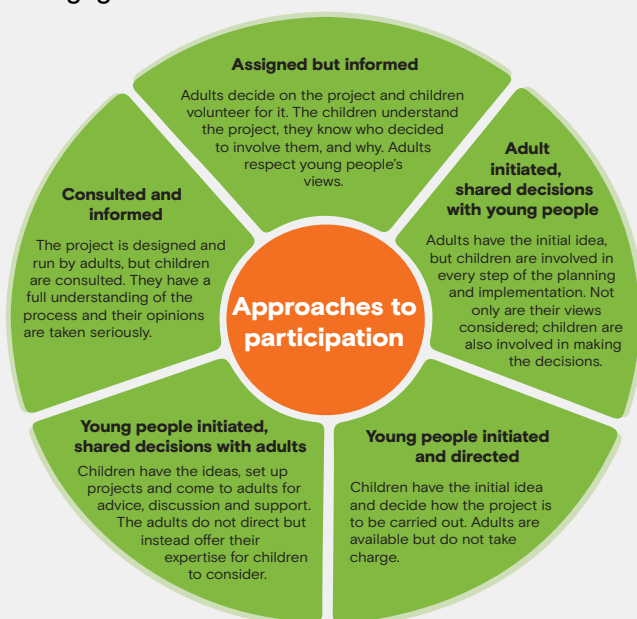 Assigned but informed
Adults decide on the project and children
volunteer for it. The children understand
the project, they know who decided
to involve them, and why. Adults
respect young people's
views.
Adult
initiated,
shared decisions
with young people
Adults have the initial idea,
but children are involved in
every step of the planning
and implementation. Not
only are their views
considered; children are
also involved in making
the decisions.
Young people initiated
and directed
Children have the initial idea
and decide how the project is
to be carried out. Adults are
available but do not take
charge.
Young people initiated,
shared decisions with adults
Children have the ideas, set up
projects and come to adults for
advice, discussion and support.
The adults do not direct but
instead offer their
expertise for children
to consider.
Consulted and
informed
The project is designed and
run by adults, but children
are consulted. They have a
full understanding of the
process and their opinions
are taken seriously.
Approaches to
participation